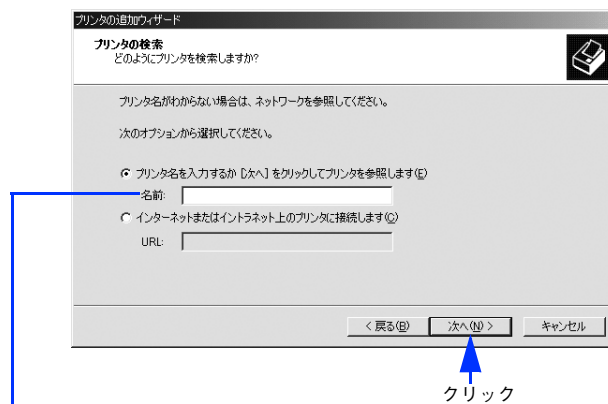 プリンタの追加ウィザード
プリンタの検索
どのようにプリンタを検索しますか?
プリンタ名がわからない場合は、ネットワークを参照してください。
次のオプションから選択してください。
プリンタ名を入力するか [次へ] をクリックしてプリンタを参照します(E)
名前:
インターネットまたはイントラネット上のプリンタに接続します(C)
URL:
< 戻る(B) 次へ(N) > キャンセル
クリック